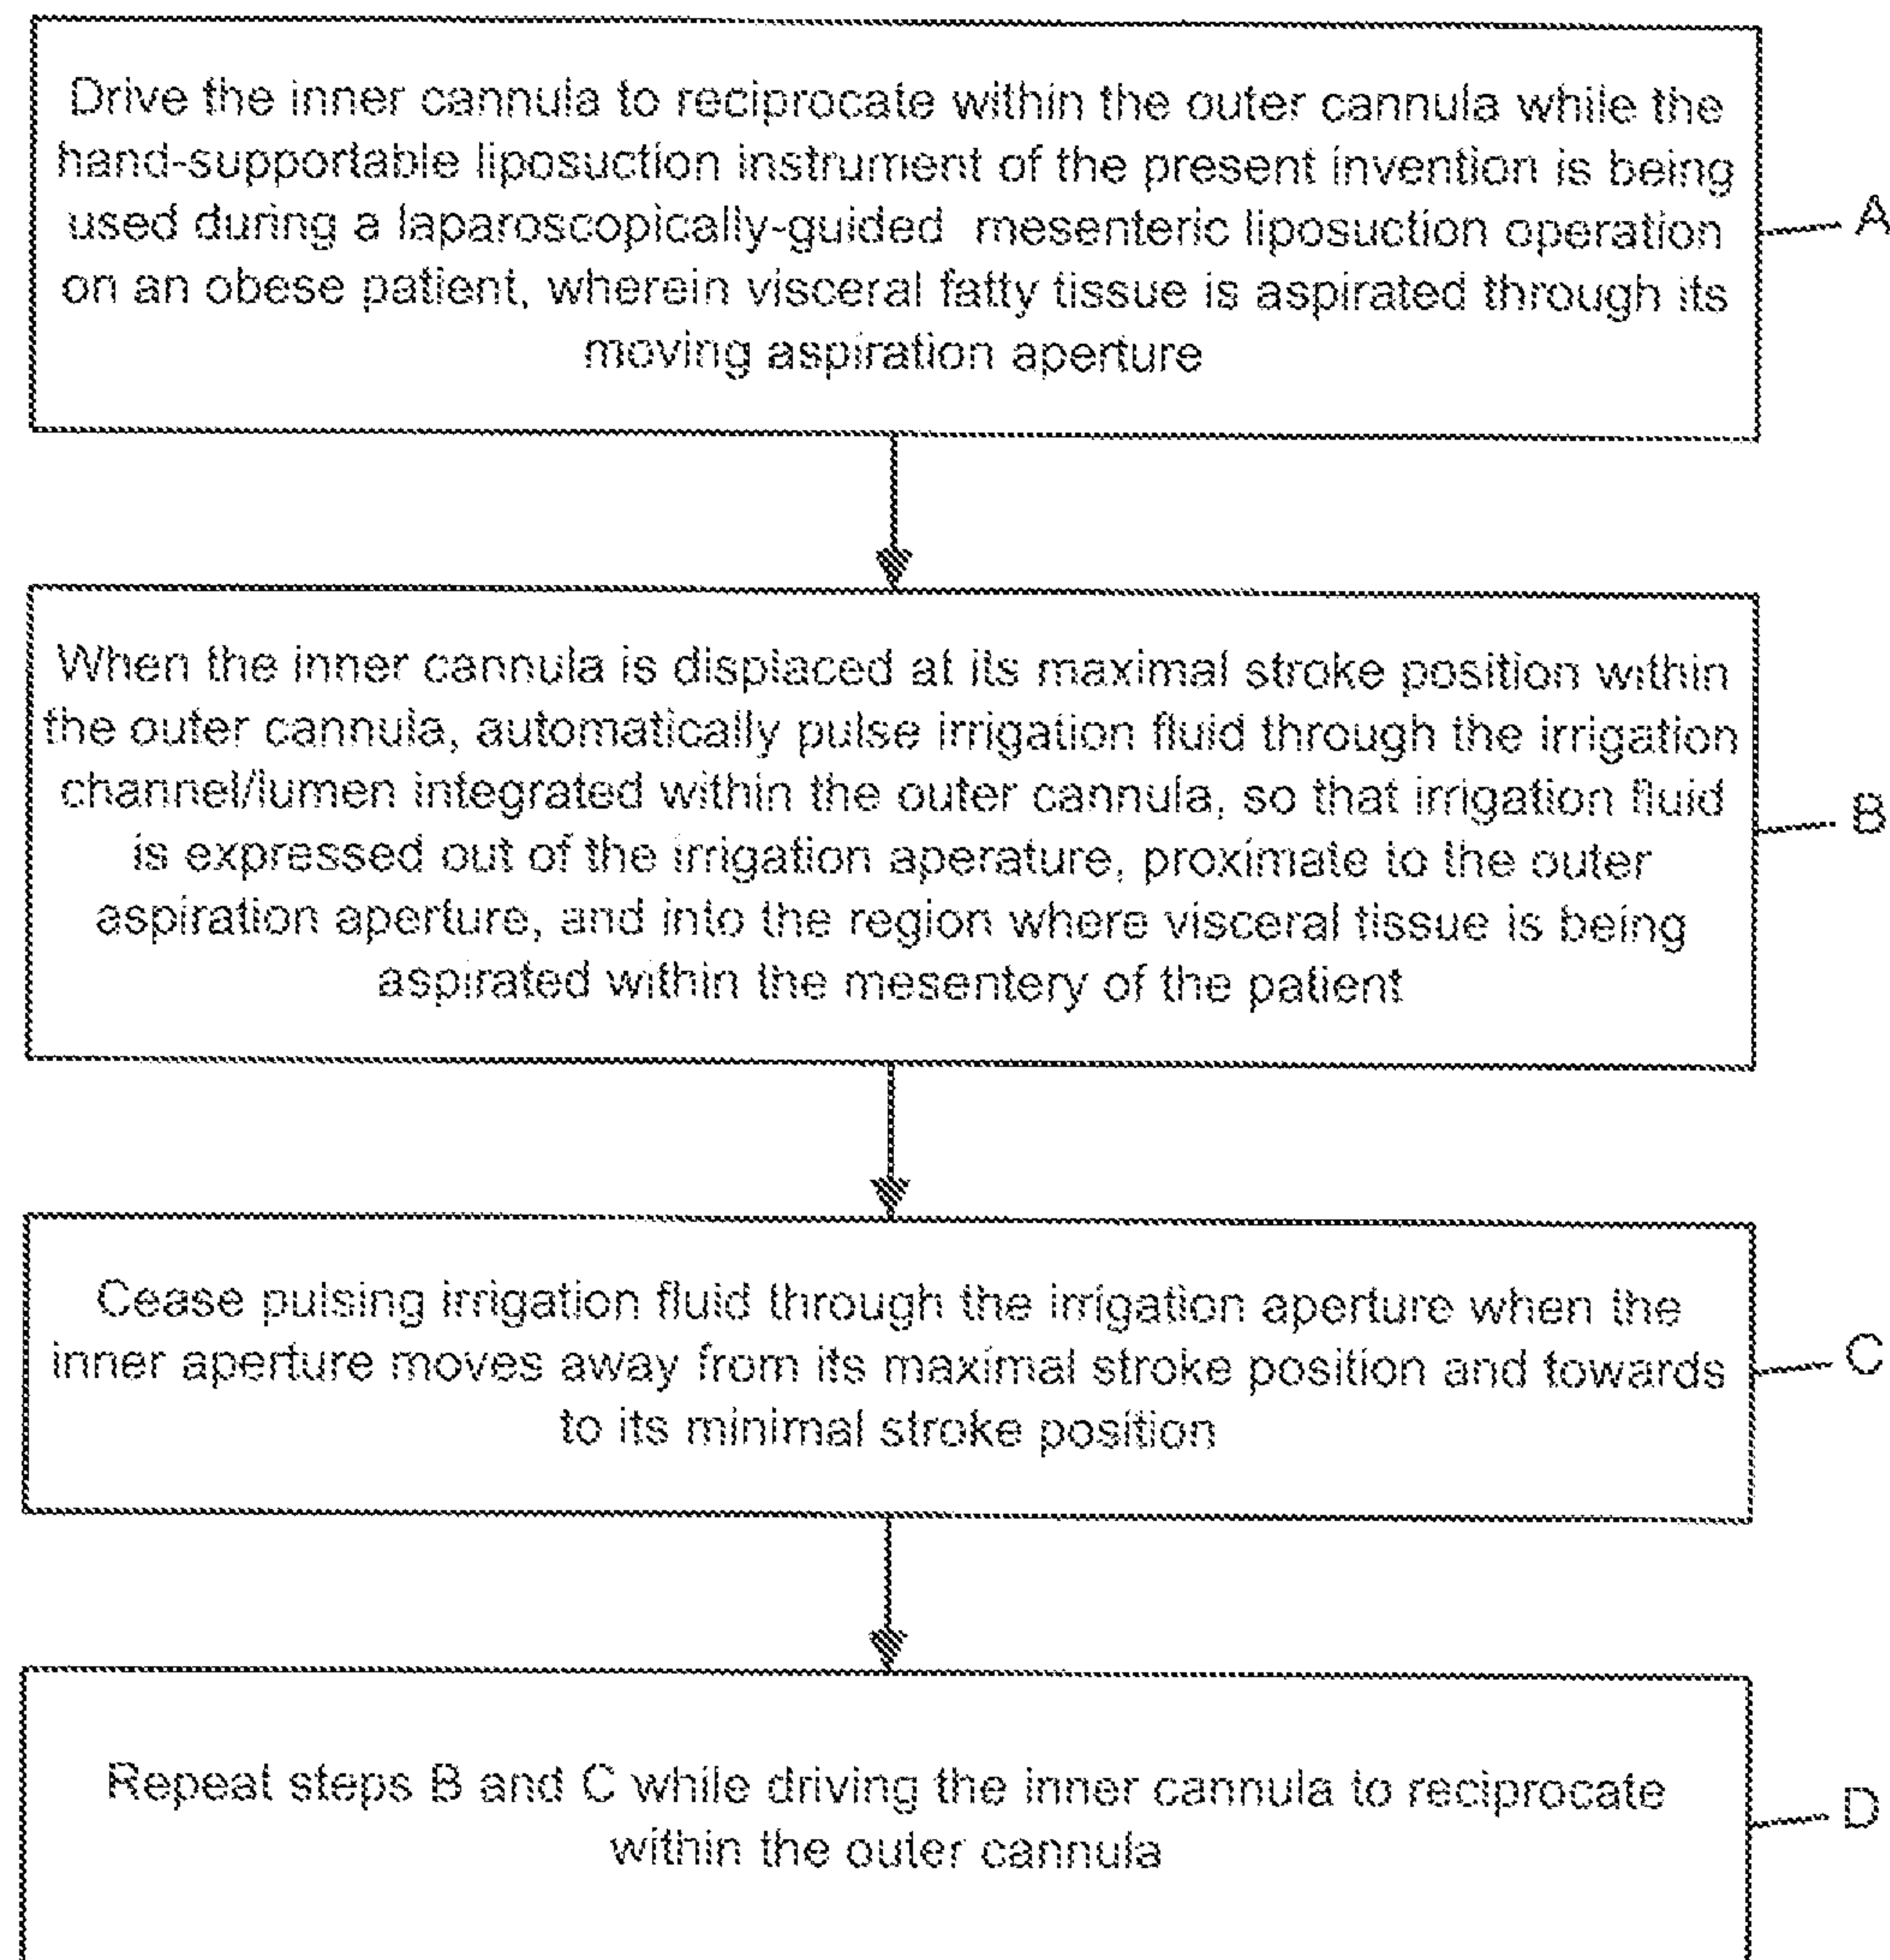 Drive the inner cannula to reciprocate within the outer cannula while the
hand-supportable liposuction instrument of the present invention is being
used during a laparoscopically-guided mesenteric liposuction operation
on an obese patient, wherein visceral fatty tissue is aspirated through its
moving aspiration aperture
A
When the inner cannula is displaced at its maximal stroke position within
the outer cannula, automatically pulse irrigation fluid through the irrigation
channel/lumen integrated within the outer cannula, so that irrigation fluid
is expressed out of the irrigation aperature, proximate to the outer
aspiration aperture, and into the region where visceral tissue is being
aspirated within the mesentery of the patient
B
Cease pulsing irrigation fluid through the irrigation aperture when the
inner aperture moves away from its maximal stroke position and towards
to its minimal stroke position
C
Repeat steps B and C while driving the inner cannula to reciprocate
within the outer cannula
D